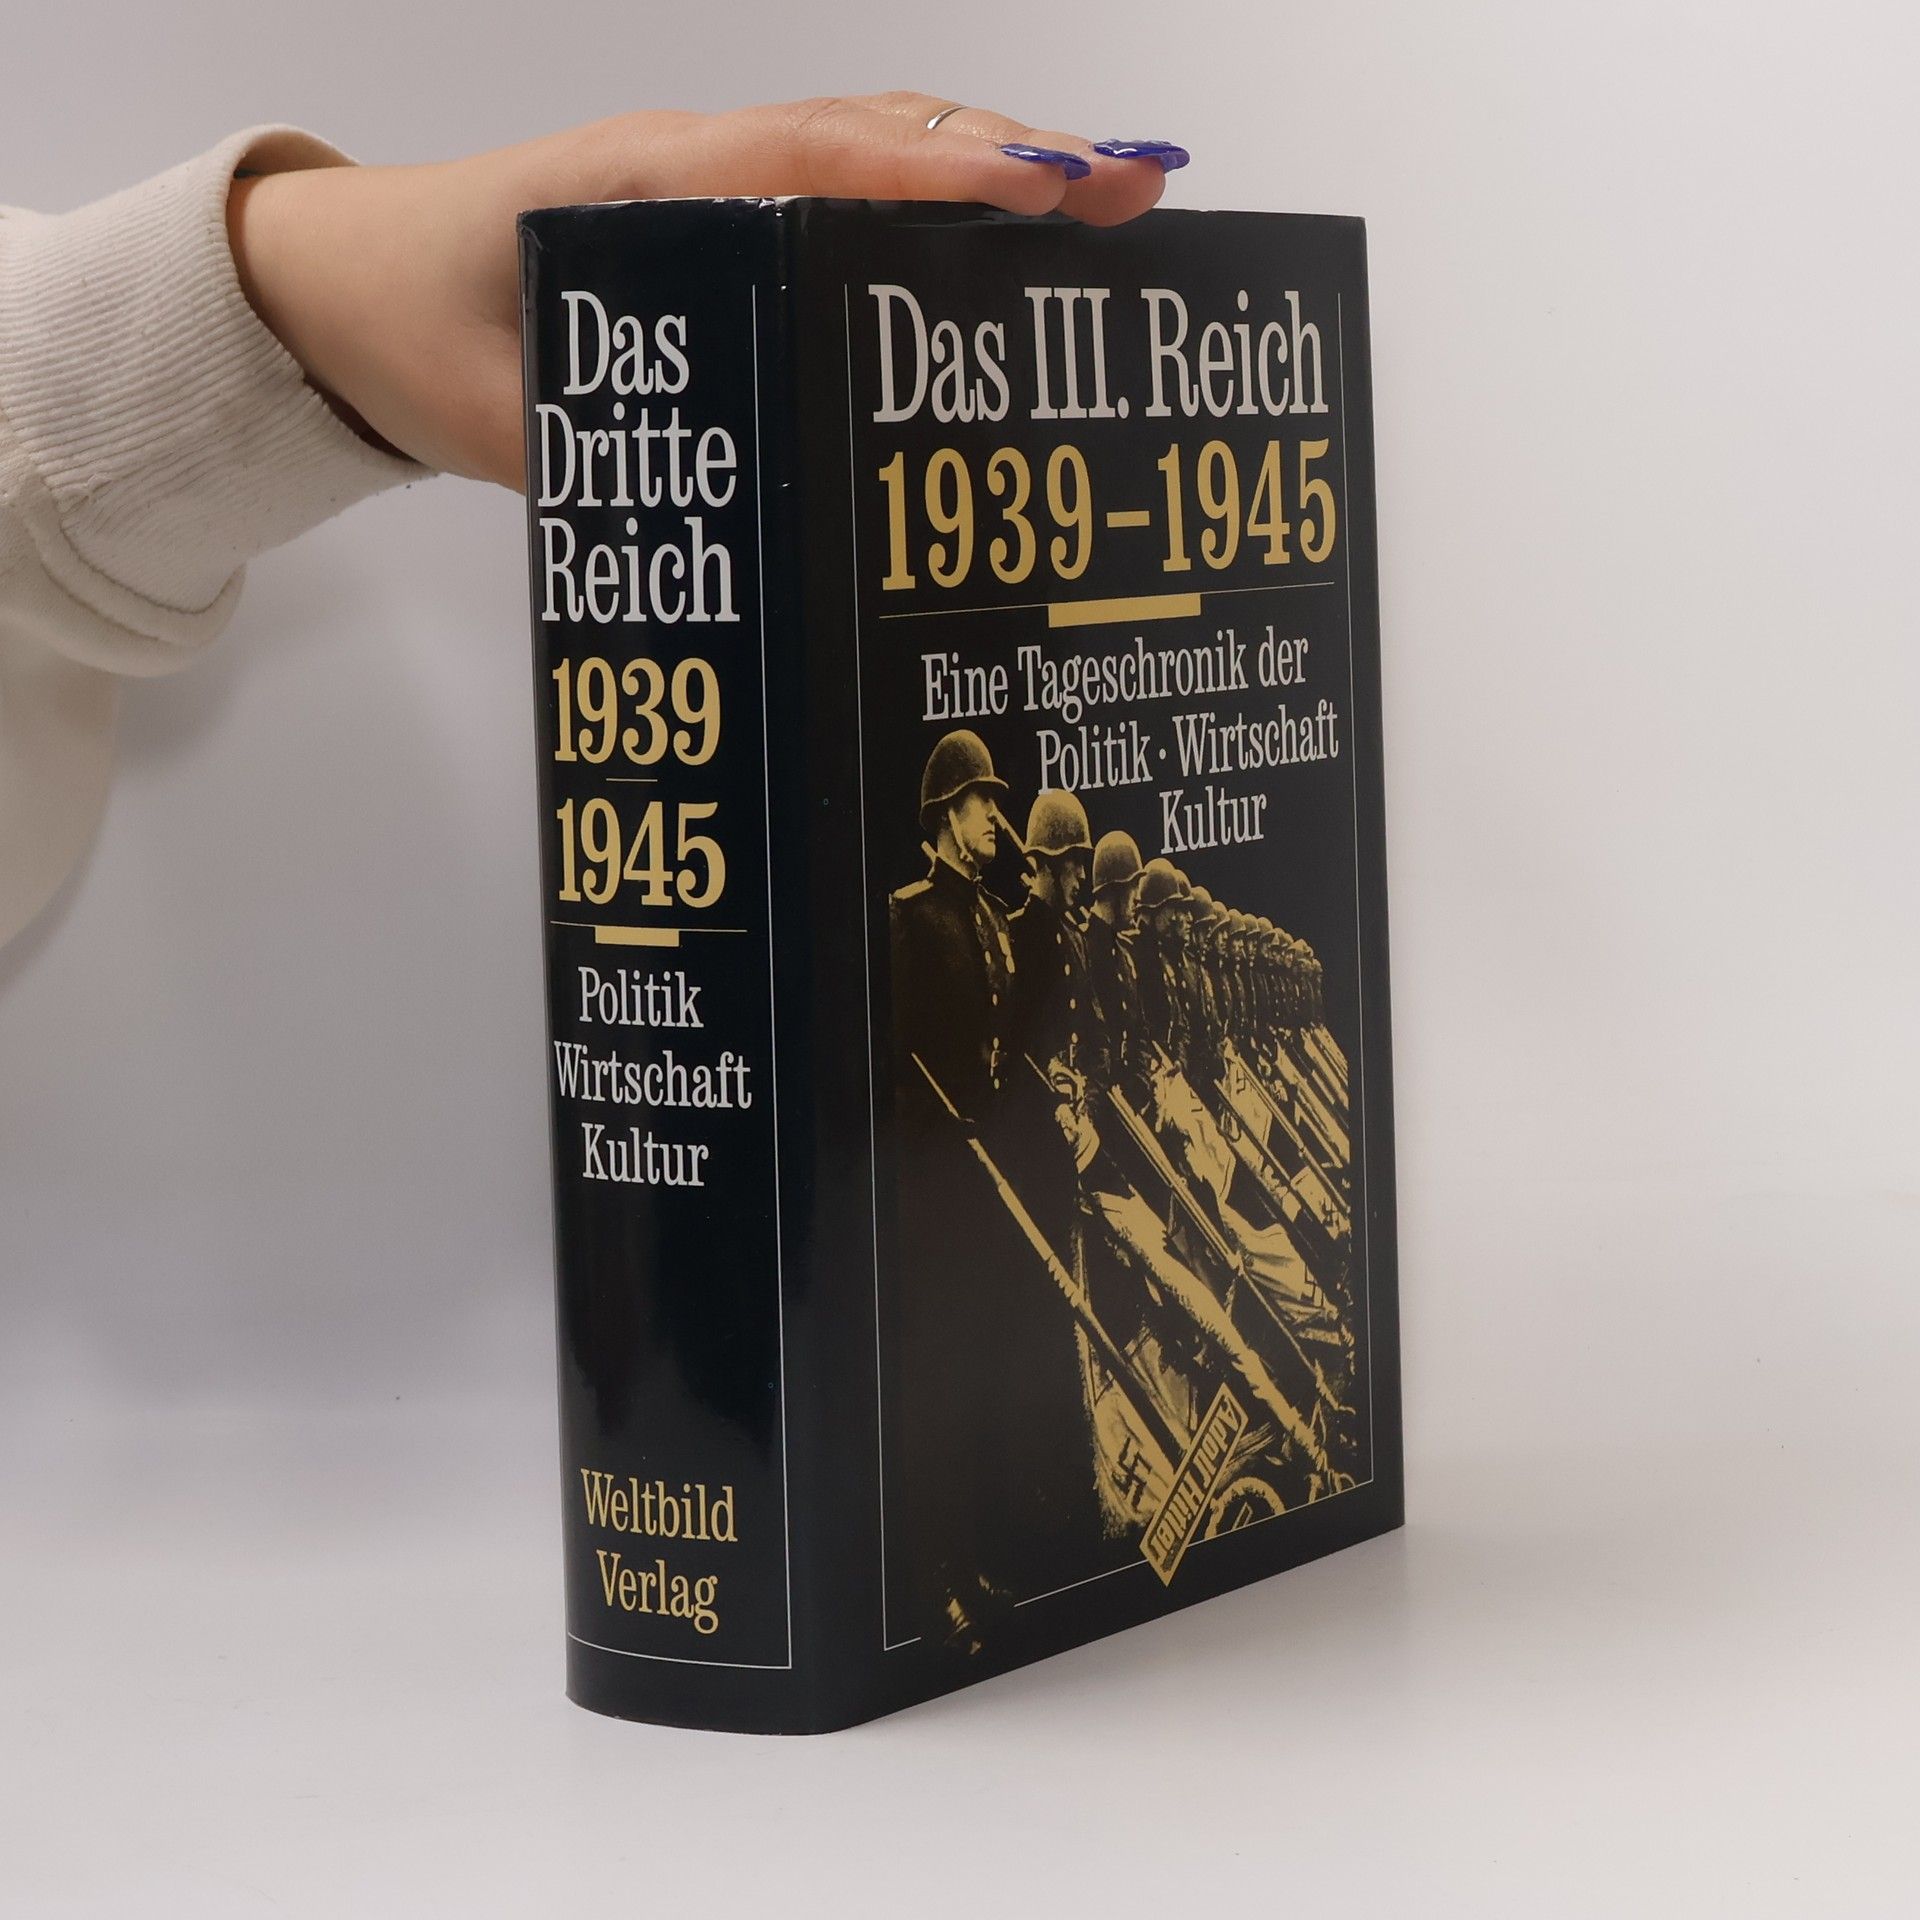 Das
Dritte
Reich
1939
—
1945
Politik
Wirtschaft
Kultur
Weltbild
Verlag
Das III. Reich
1939–1945
Eine Tageschronik der
Politik · Wirtschaft
Kultur
Adolf Hitler